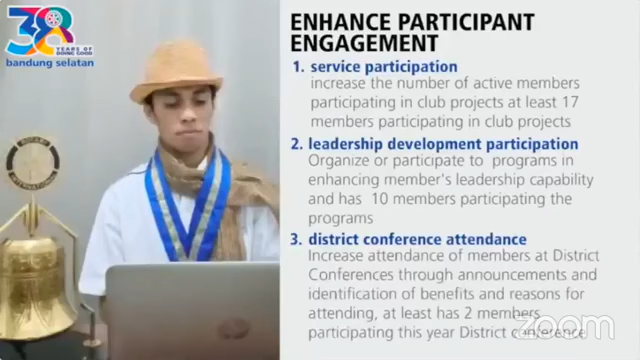 38
YEARS OF
DOING GOOD
bandung selatan
ROTARY
INTERNATIONAL
ENHANCE PARTICIPANT
ENGAGEMENT
1. service participation
increase the number of active members
participating in club projects at least 17
members participating in club projects
2. leadership development participation
Organize or participate to programs in
enhancing member's leadership capability
and has 10 members participating the
programs
3. district conference attendance
Increase attendance of members at District
Conferences through announcements and
identification of benefits and reasons for
attending, at least has 2 members
participating this year District conference
zoom